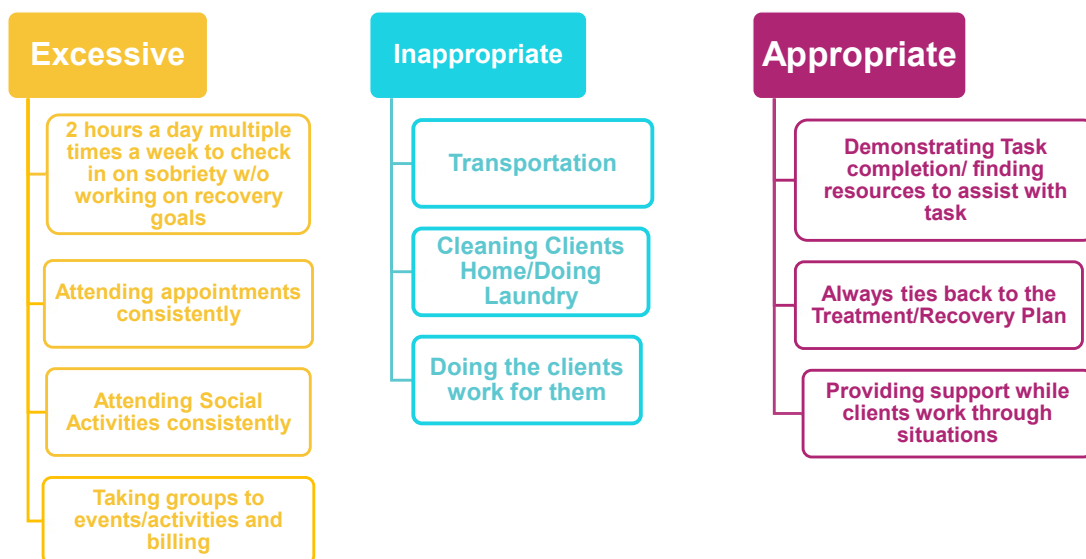 Excessive
2 hours a day multiple
times a week to check
in on sobriety w/o
working on recovery
goals
Attending appointments
consistently
Attending Social
Activities consistently
Taking groups to
events/activities and
billing
Inappropriate
Transportation
Cleaning Clients
Home/Doing
Laundry
Doing the clients
work for them
Appropriate
Demonstrating Task
completion/ finding
resources to assist with
task
Always ties back to the
Treatment/Recovery Plan
Providing support while
clients work through
situations